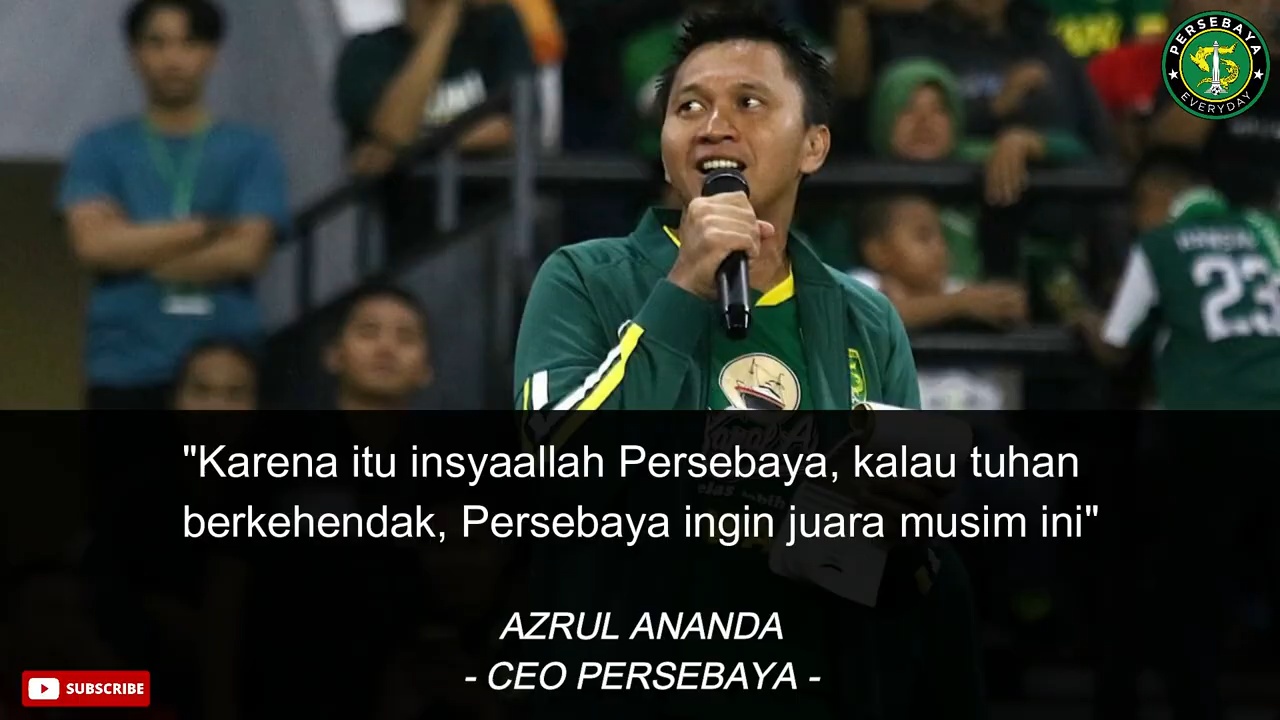 PERSEBAYA
EVERYDAY
23
"Karena itu insyaallah Persebaya, kalau tuhan
berkehendak, Persebaya ingin juara musim ini"
AZRUL ANANDA
- CEO PERSEBAYA -
SUBSCRIBE